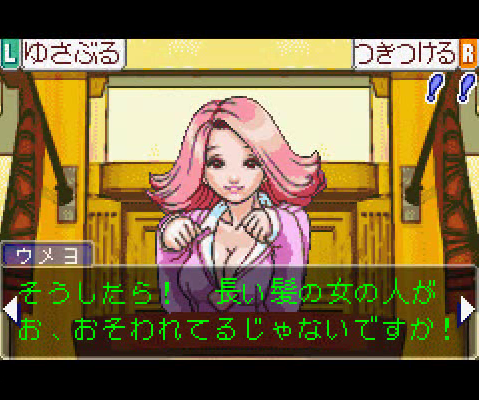 L ゆさぶる つきつける R
!!
ウメヨ
そうしたら！ 長い髪の女の人が
お、おそわれてるじゃないですか！